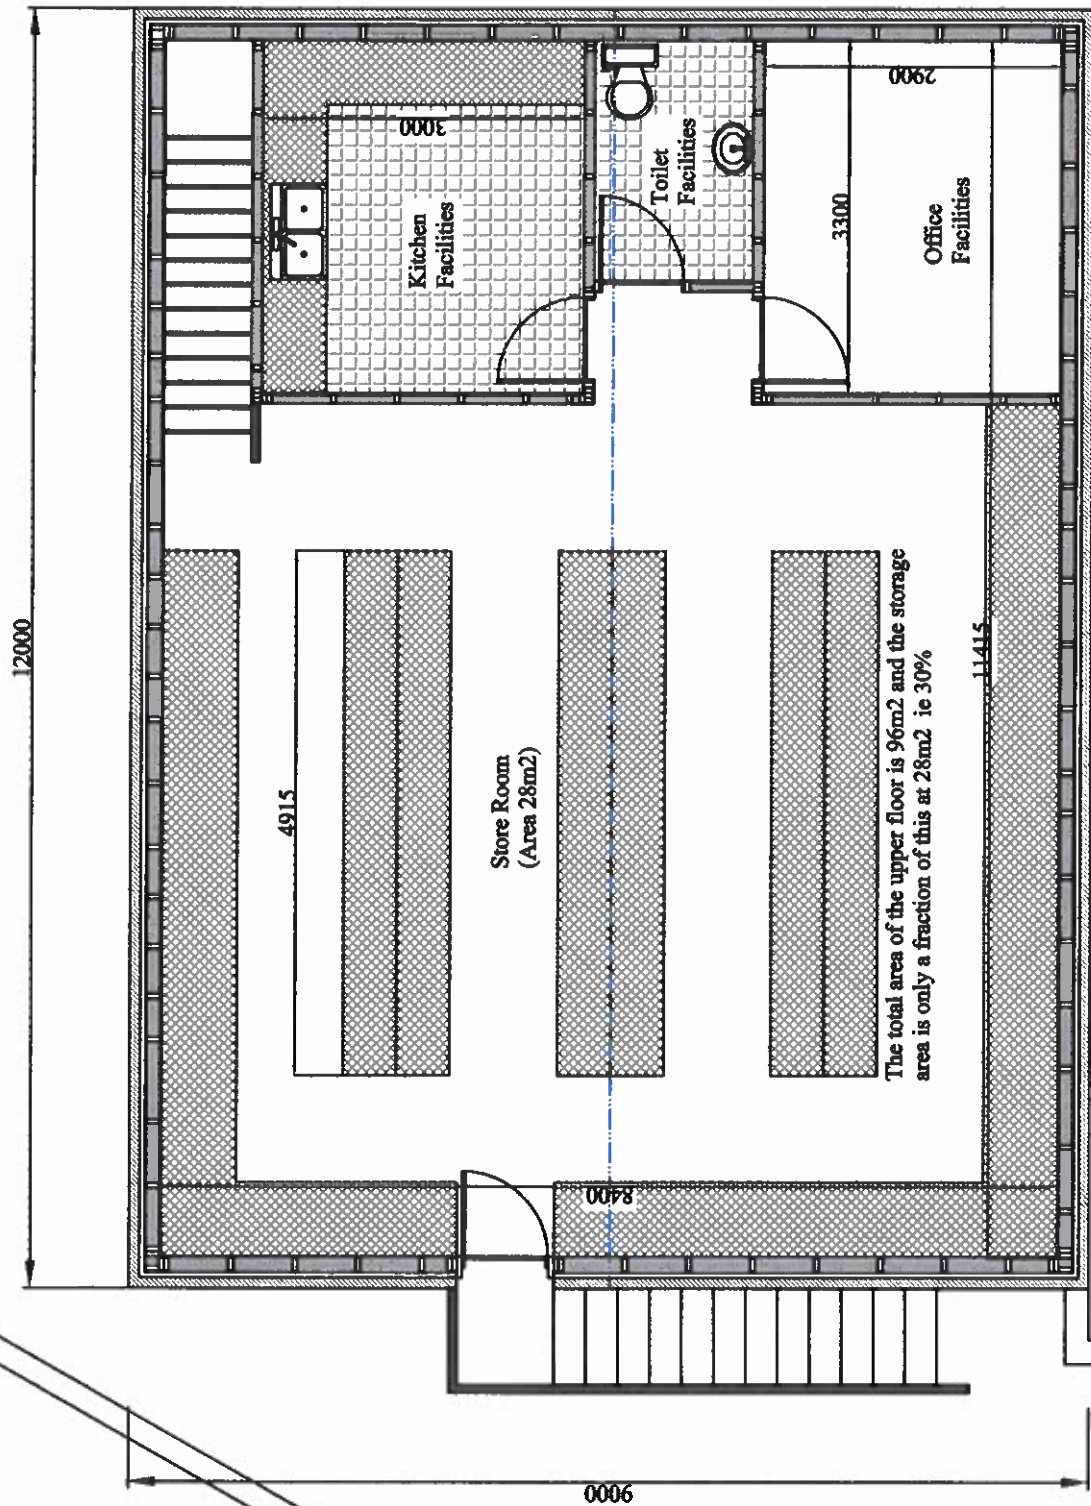 12000
9000
3000
Kitchen
Facilities
Toilet
Facilities
2900
3300
Office
Facilities
4915
Store Room
(Area 28m2)
The total area of the upper floor is 96m2 and the storage
area is only a fraction of this at 28m2 ie 30%
11415
8400